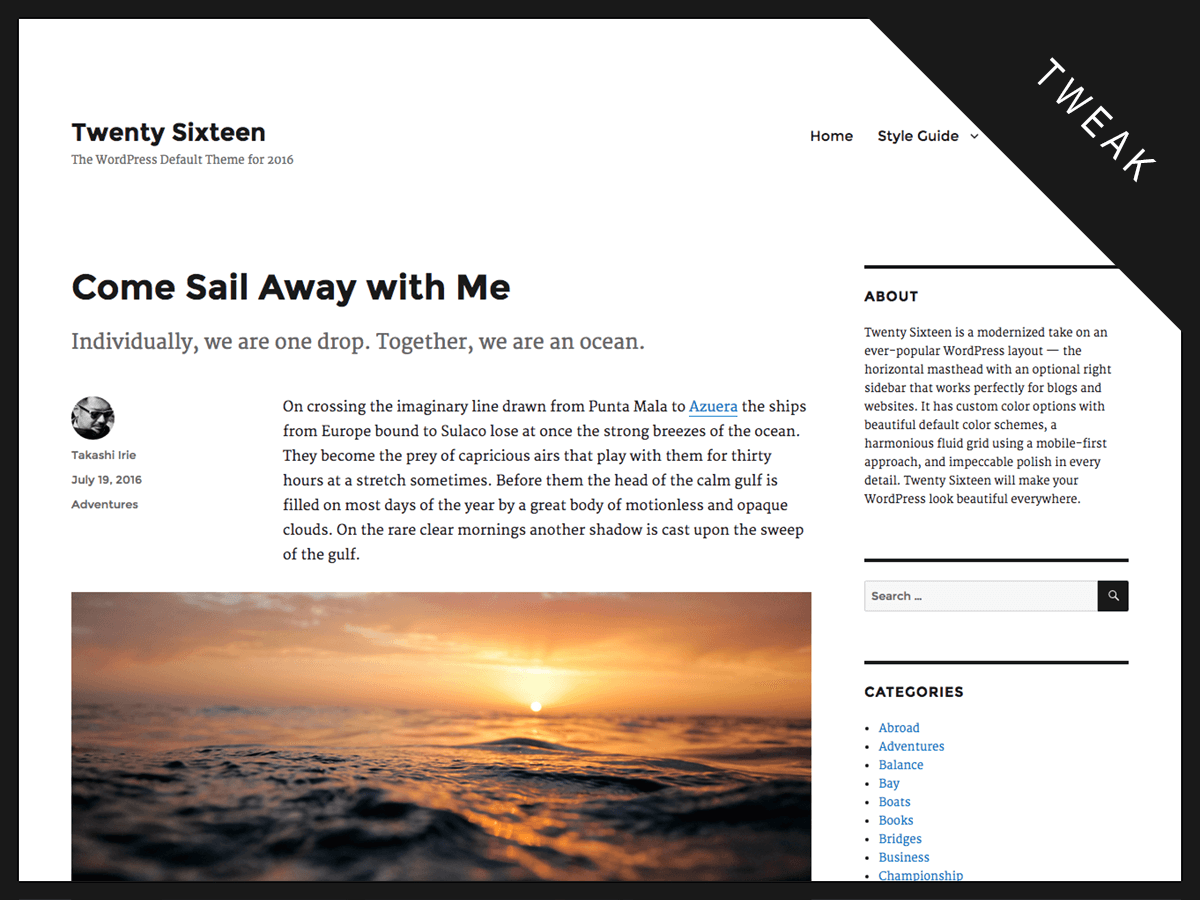 TWEAK
Twenty Sixteen
The WordPress Default Theme for 2016
Home
Style Guide
Come Sail Away with Me
Individually, we are one drop. Together, we are an ocean.
Takashi Irie
July 19, 2016
Adventures
On crossing the imaginary line drawn from Punta Mala to Azuera the ships
from Europe bound to Sulaco lose at once the strong breezes of the ocean.
They become the prey of capricious airs that play with them for thirty
hours at a stretch sometimes. Before them the head of the calm gulf is
filled on most days of the year by a great body of motionless and opaque
clouds. On the rare clear mornings another shadow is cast upon the sweep
of the gulf.
ABOUT
Twenty Sixteen is a modernized take on an
ever-popular WordPress layout — the
horizontal masthead with an optional right
sidebar that works perfectly for blogs and
websites. It has custom color options with
beautiful default color schemes, a
harmonious fluid grid using a mobile-first
approach, and impeccable polish in every
detail. Twenty Sixteen will make your
WordPress look beautiful everywhere.
Search …
CATEGORIES
Abroad
Adventures
Balance
Bay
Boats
Books
Bridges
Business
Championship